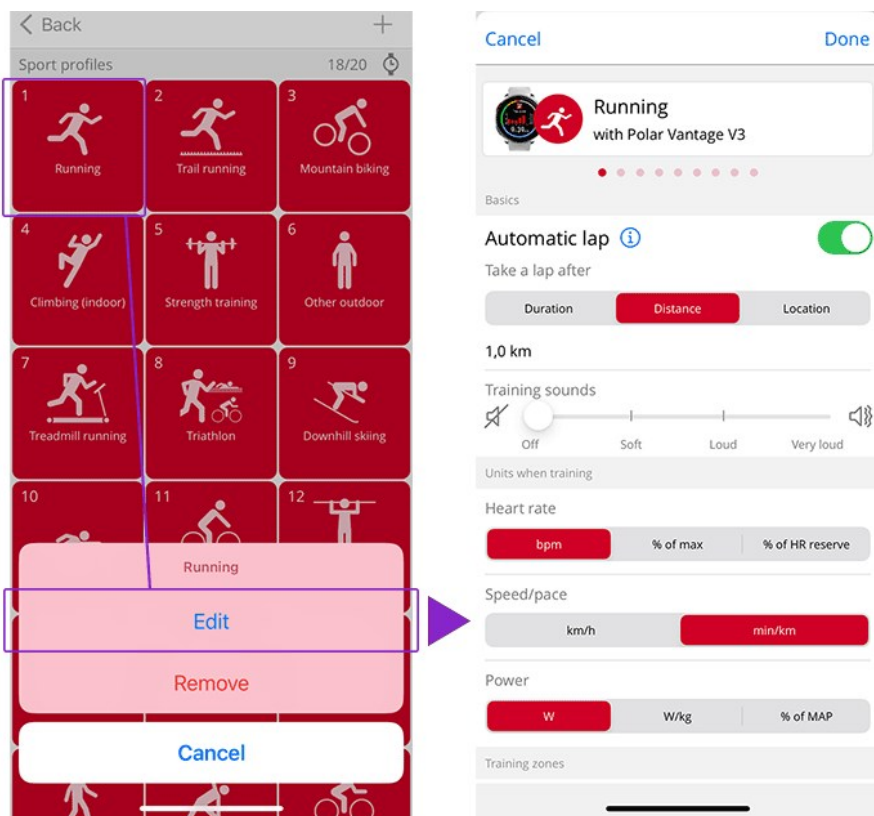 Back
Sport profiles 18/20
1 2 3
Running Trail running Mountain biking
4 5 6
Climbing (indoor) Strength training Other outdoor
7 8 9
Treadmill running Triathlon Downhill skiing
10 11 12
Running
Edit
Remove
Cancel
Cancel Done
Running
with Polar Vantage V3
Basics
Automatic lap
Take a lap after
Duration Distance Location
1,0 km
Training sounds
Off Soft Loud Very loud
Units when training
Heart rate
bpm % of max % of HR reserve
Speed/pace
km/h min/km
Power
W W/kg % of MAP
Training zones